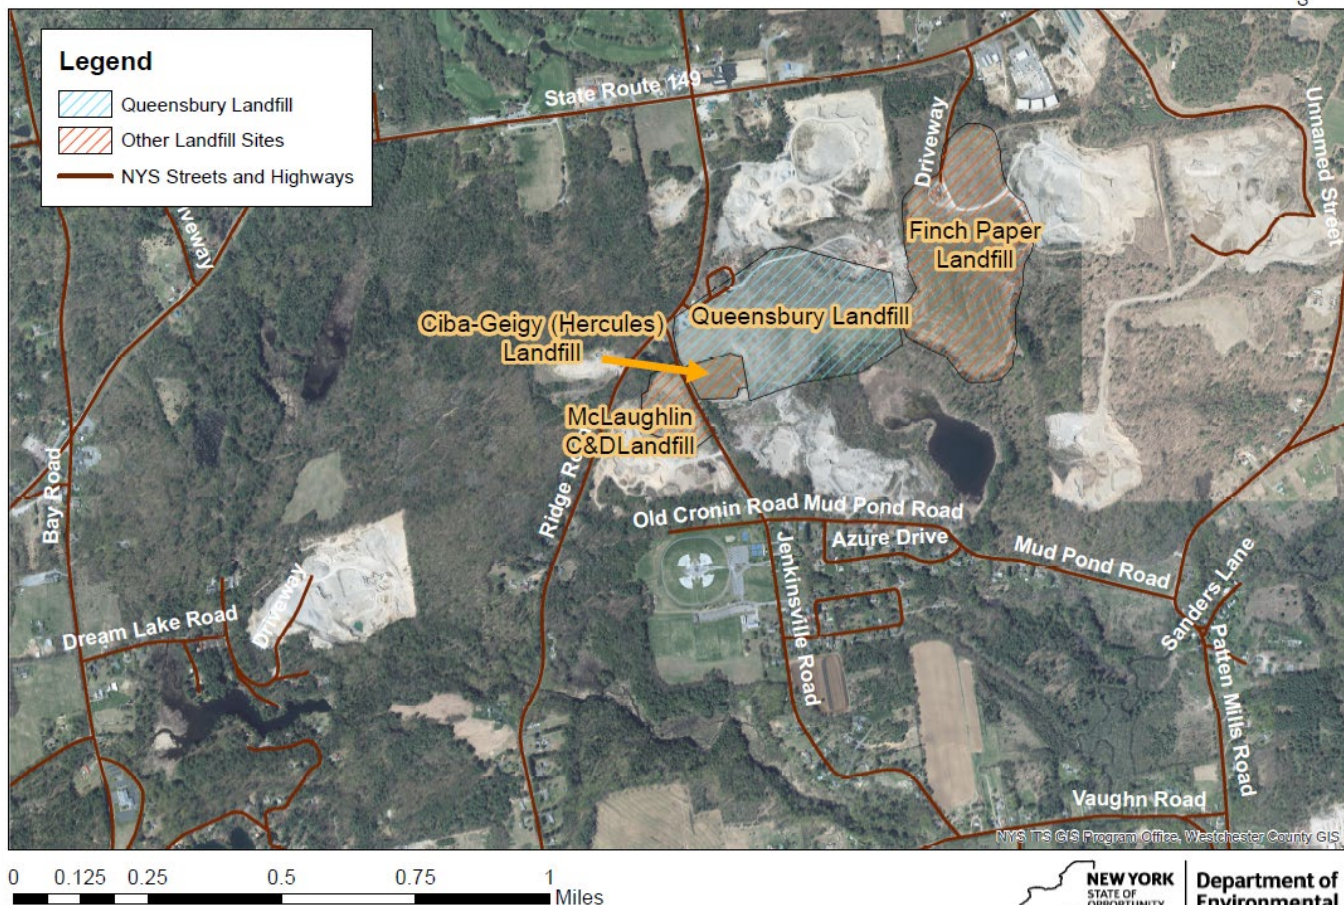 Legend
Queensbury Landfill
Other Landfill Sites
NYS Streets and Highways
State Route 149
Driveway
Unnamed Street
Finch Paper
Landfill
Queensbury Landfill
Ciba-Geigy (Hercules)
Landfill
McLaughlin
C&DLandfill
Bay Road
Ridge
Old Cronin Road
Mud Pond Road
Azure Drive
Mud Pond Road
Jenkinsville Road
Sanders Lane
Patten Mills Road
Dream Lake Road
Driveway
Vaughn Road
NYS ITS GIS Program Office, Westchester County GIS
0 0.125 0.25 0.5 0.75 1
Miles
NEW YORK
STATE OF
OPPORTUNITY
Department of
Environmental